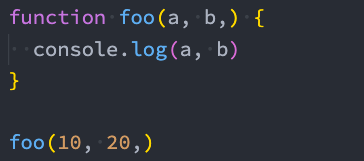 function foo(a, b,) {
  console.log(a, b)
}

foo(10, 20,)